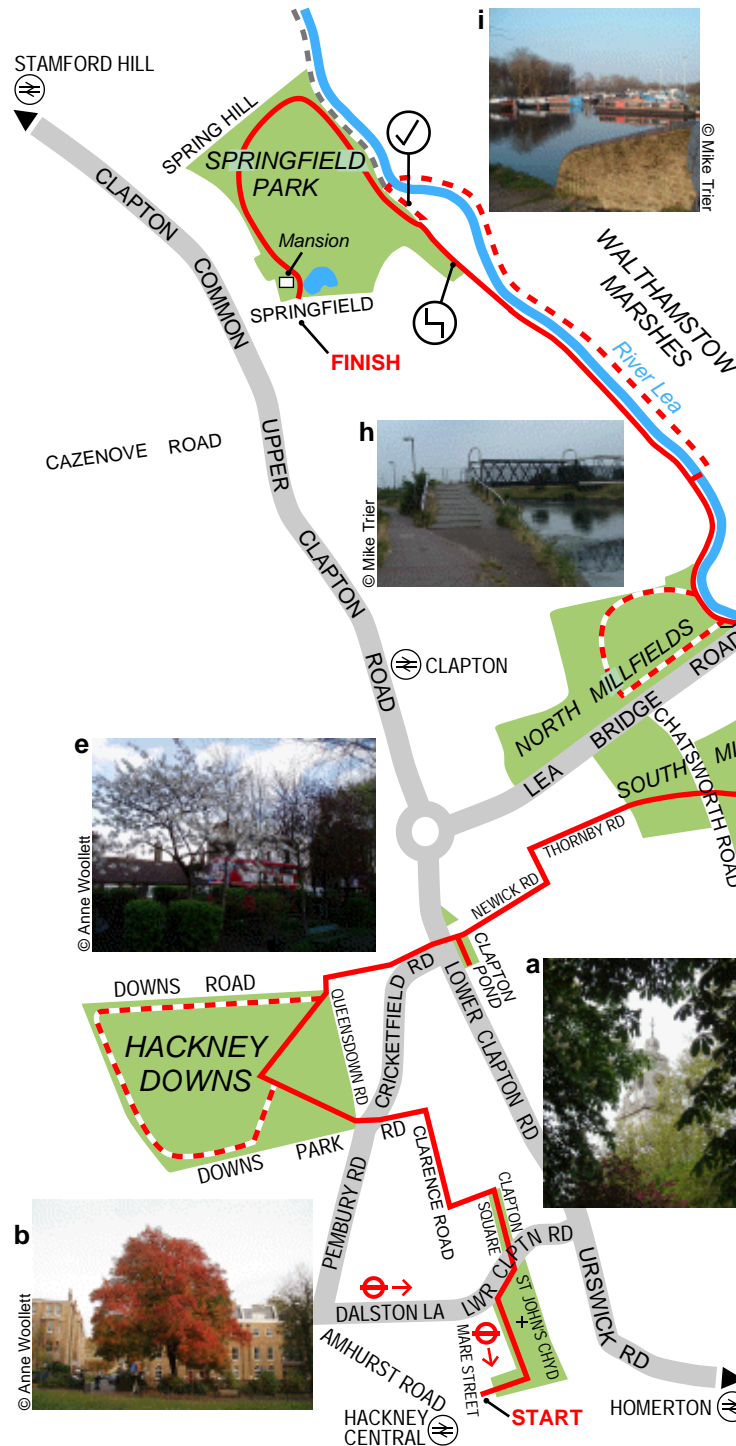 i
© Mike Trier
STAMFORD HILL
SPRING HILL
SPRINGFIELD
PARK
Mansion
SPRINGFIELD
FINISH
WALTHAMSTOW
MARSHES
River Lea
CLAPTON
COMMON
UPPER
CLAPTON
ROAD
CAZENOVE ROAD
h
© Mike Trier
CLAPTON
NORTH MILLFIELDS
LEA BRIDGE ROAD
CHATSWORTH ROAD
SOUTH MI
e
© Anne Woollett
THORNBY RD
NEWICK RD
CLAPTON
POND
a
DOWNS ROAD
QUEENSDOWN RD
CRICKETFIELD RD
LOWER CLAPTON RD
HACKNEY
DOWNS
DOWNS PARK RD
CLARENCE ROAD
PEMBURY RD
CLAPTON
SQUARE
b
© Anne Woollett
DALSTON LA
LWR CLPTN RD
ST JOHN'S CHYD
URSWICK RD
MARE STREET
AMHURST ROAD
START
HACKNEY
CENTRAL
HOMERTON